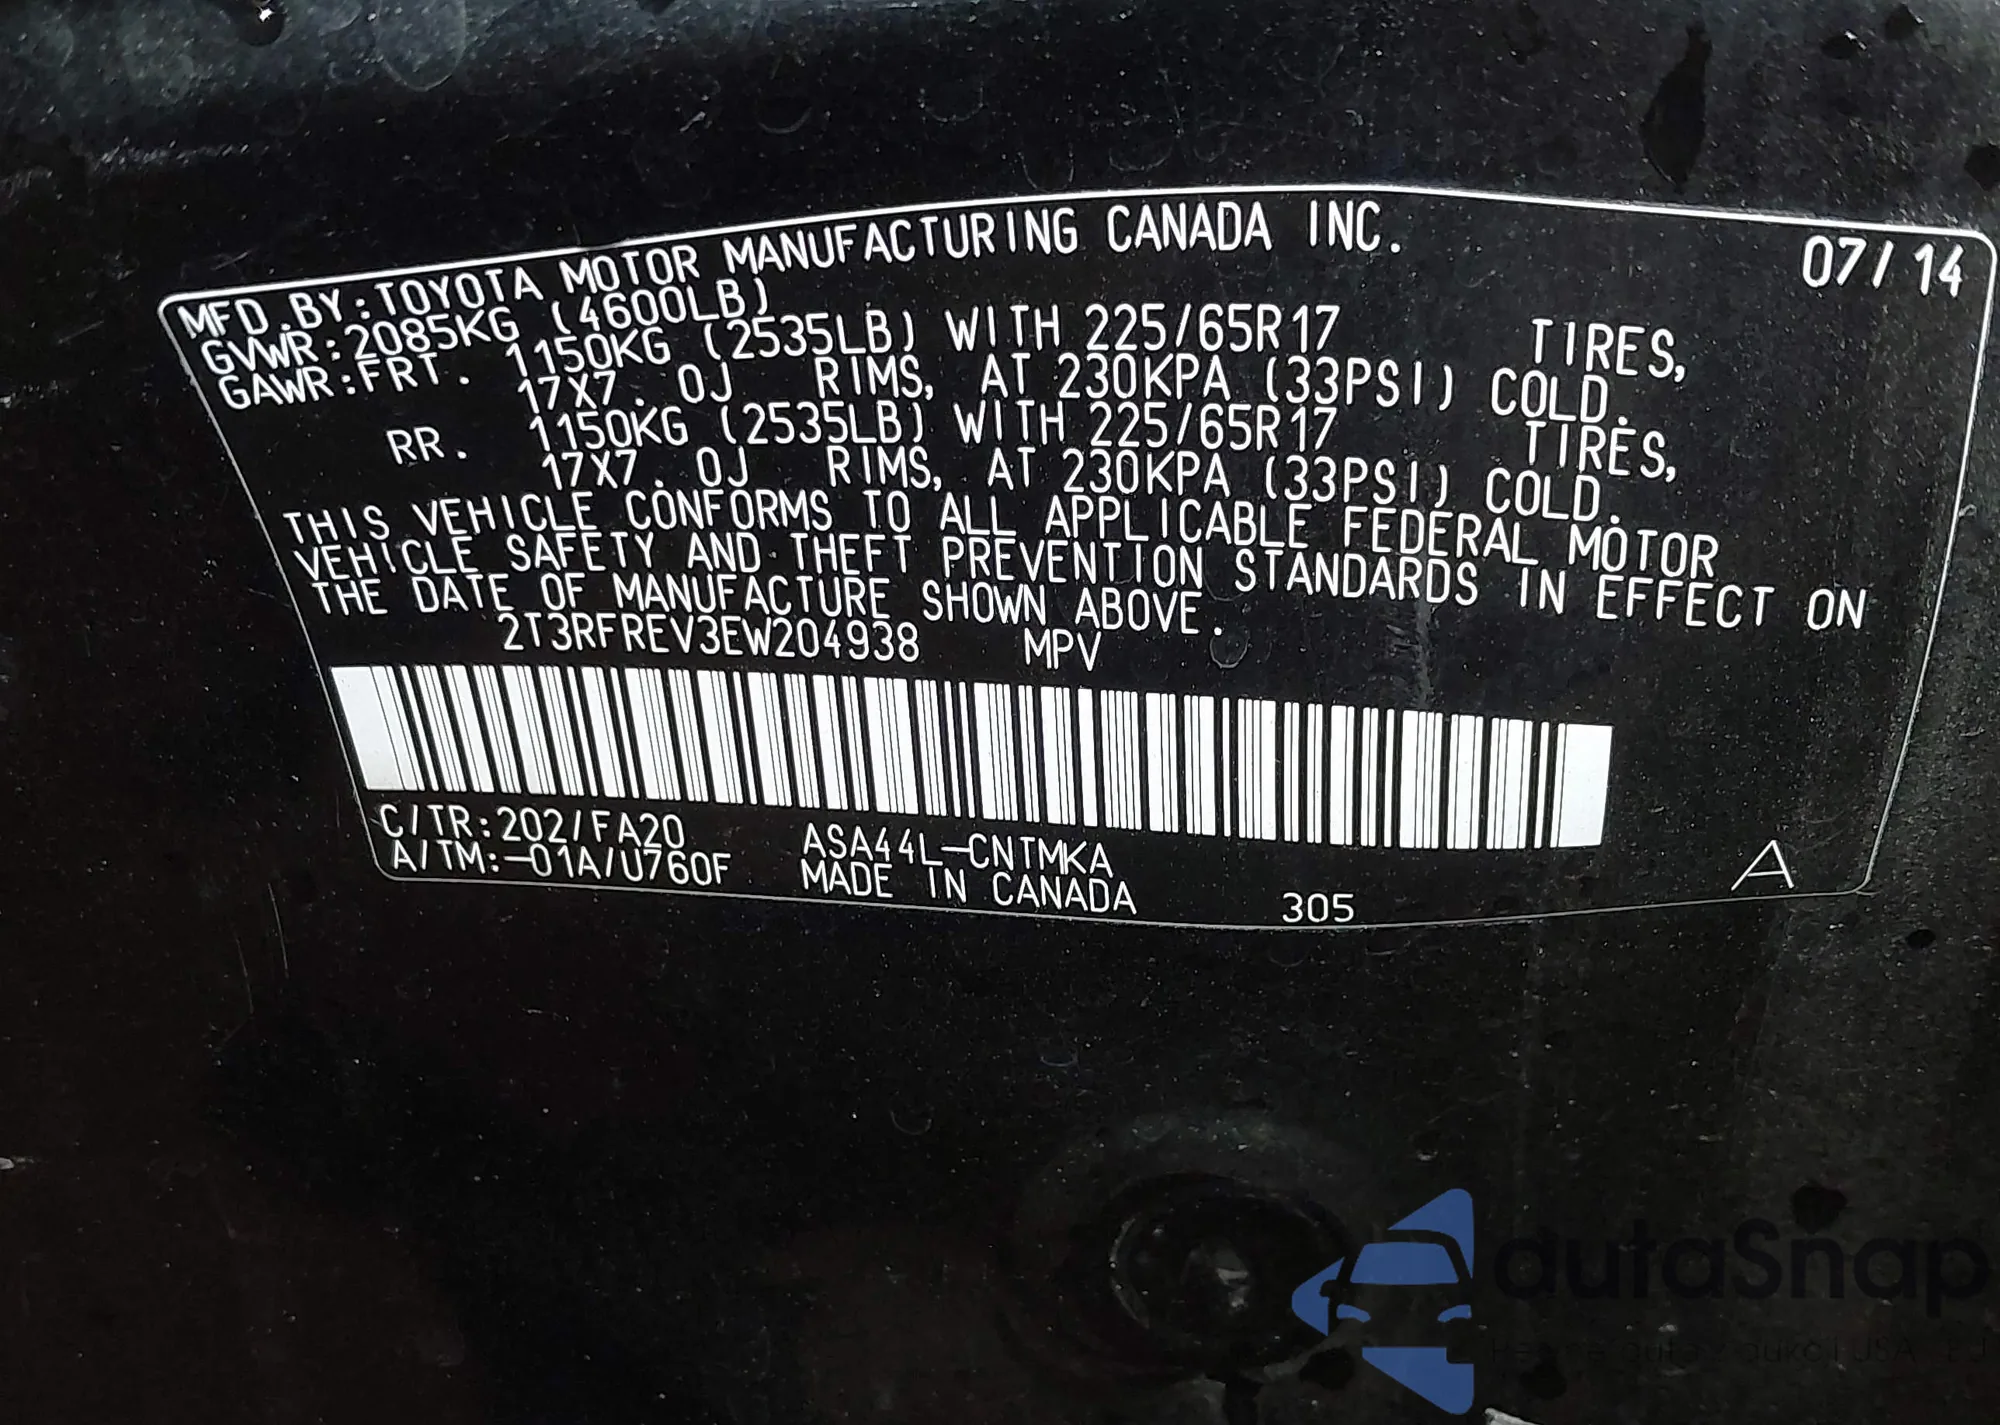 MFD.BY:TOYOTA MOTOR MANUFACTURING CANADA INC. 07/14
GVWR:2085KG (4600LB)
GAWR:FRT. 1150KG (2535LB) WITH 225/65R17 TIRES,
17X7.0J RIMS, AT 230KPA (33PSI) COLD.
RR. 1150KG (2535LB) WITH 225/65R17 TIRES,
17X7.0J RIMS, AT 230KPA (33PSI) COLD.
THIS VEHICLE CONFORMS TO ALL APPLICABLE FEDERAL MOTOR
VEHICLE SAFETY AND THEFT PREVENTION STANDARDS IN EFFECT ON
THE DATE OF MANUFACTURE SHOWN ABOVE.
2T3RFREV3EW204938 MPV
C/TR:202/FA20 ASA44L-CNTMKA
A/TM:-01A/U760F MADE IN CANADA 305 A
autaSnap